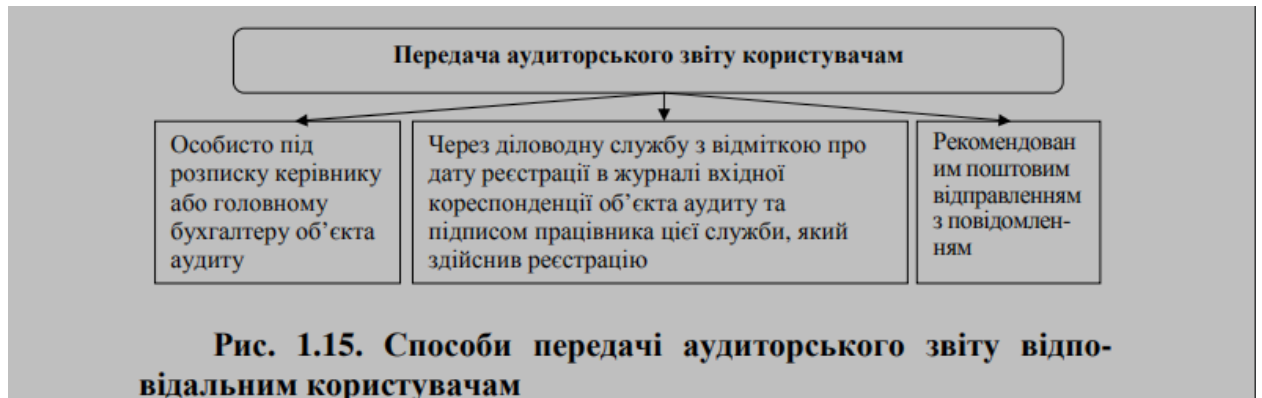 Передача аудиторського звіту користувачам
Особисто під
розписку керівнику
або головному
бухгалтеру об’єкта
аудиту
Через діловодну службу з відміткою про
дату реєстрації в журналі вхідної
кореспонденції об’єкта аудиту та
підписом працівника цієї служби, який
здійснив реєстрацію
Рекомендован
им поштовим
відправленням
з повідомлен-
ням
Рис. 1.15. Способи передачі аудиторського звіту відпо-
відальним користувачам